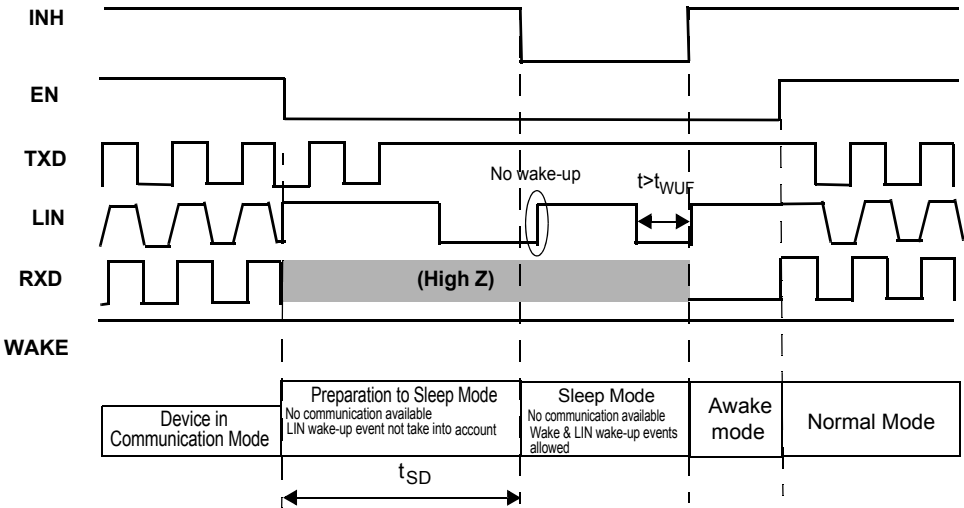 INH
EN
TXD
No wake-up
t>tWUF
LIN
RXD
(High Z)
WAKE
Device in
Communication Mode
Preparation to Sleep Mode
No communication available
LIN wake-up event not take into account
Sleep Mode
No communication available
Wake & LIN wake-up events
allowed
Awake
mode
Normal Mode
tSD